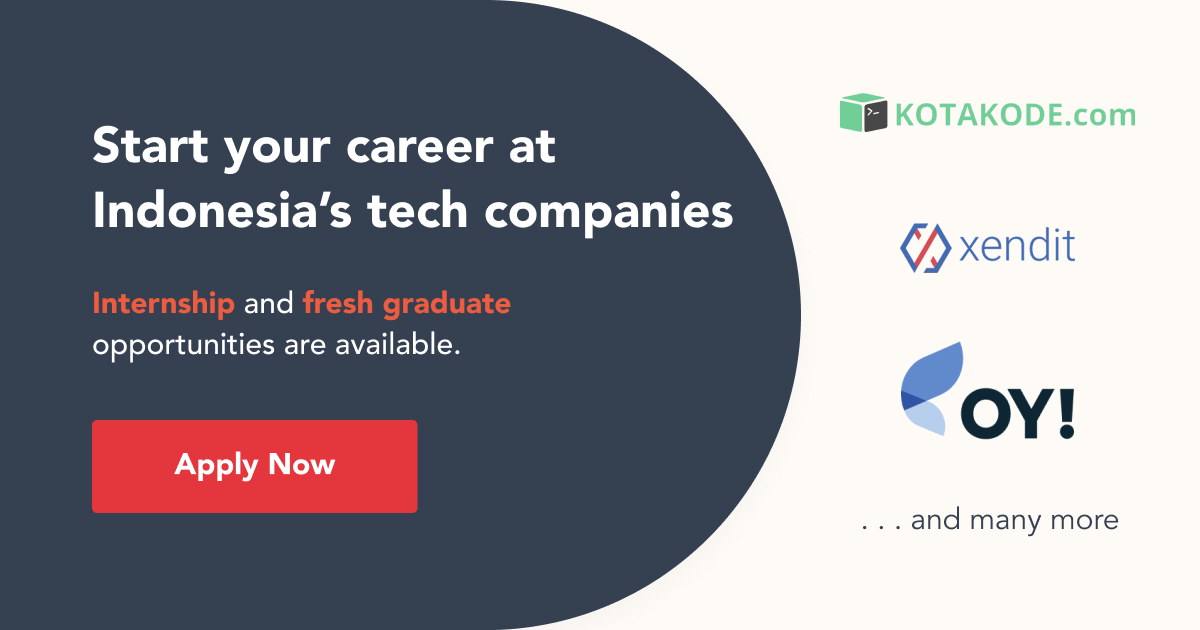 Start your career at
Indonesia’s tech companies
Internship and fresh graduate
opportunities are available.
Apply Now
KOTAKODE.com
xendit
OY!
. . . and many more